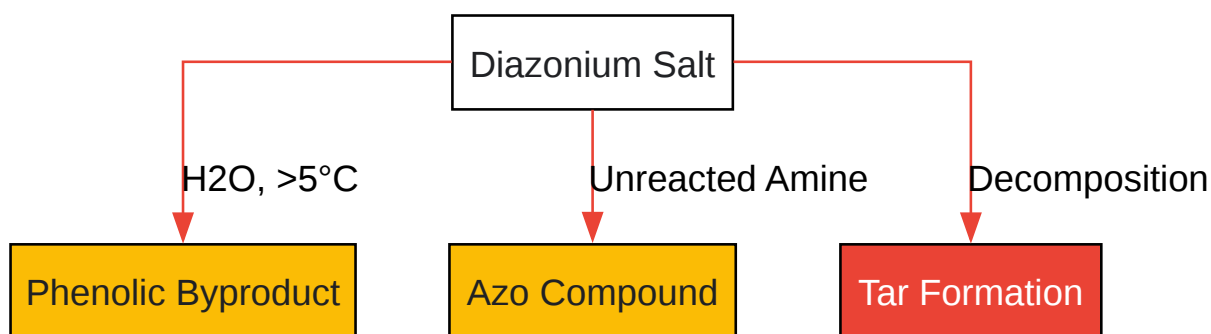 Diazonium Salt
H2O, >5°C
Unreacted Amine
Decomposition
Phenolic Byproduct
Azo Compound
Tar Formation